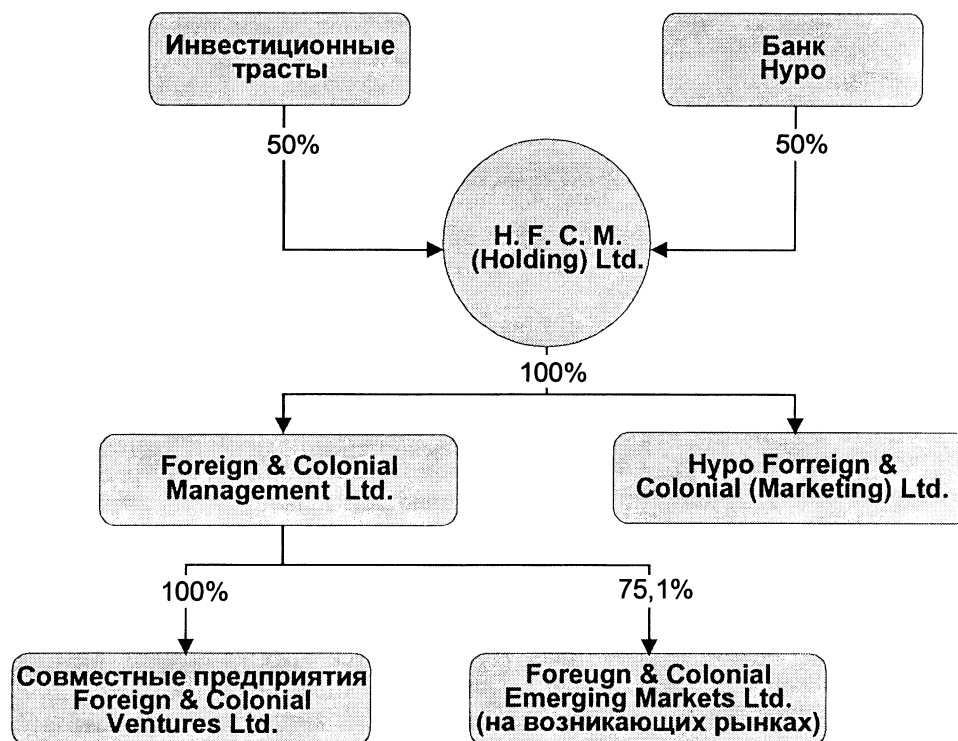 Инвестиционные
трасты
Банк
Hypo
50%
50%
H. F. C. M.
(Holding) Ltd.
100%
Foreign & Colonial
Management Ltd.
Hypo Forreign &
Colonial (Marketing) Ltd.
100%
75,1%
Совместные предприятия
Foreign & Colonial
Ventures Ltd.
Foreugn & Colonial
Emerging Markets Ltd.
(на возникающих рынках)